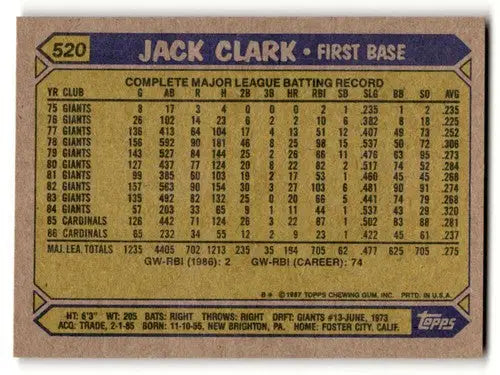 520 JACK CLARK • FIRST BASE
COMPLETE MAJOR LEAGUE BATTING RECORD
YR CLUB G AB R H 2B 3B HR RBI SB SLG BB SO AVG
75 GIANTS 8 17 3 4 0 0 0 2 1 .235 1 2 .235
76 GIANTS 26 102 14 23 6 2 2 10 6 .382 8 18 .225
77 GIANTS 136 413 64 104 17 4 13 51 12 .407 49 73 .252
78 GIANTS 156 592 90 181 46 8 25 98 15 .537 50 72 .306
79 GIANTS 143 527 84 144 25 2 26 86 11 .476 63 95 .273
80 GIANTS 127 437 77 124 20 8 22 82 2 .517 74 52 .284
81 GIANTS 99 385 60 103 19 2 17 53 1 .460 45 45 .268
82 GIANTS 157 563 90 154 30 3 27 103 6 .481 90 91 .274
83 GIANTS 135 492 82 132 25 0 20 66 5 .441 74 79 .268
84 GIANTS 57 203 33 65 9 1 11 44 1 .537 43 29 .320
85 CARDINALS 126 442 71 124 26 3 22 87 1 .502 83 88 .281
86 CARDINALS 65 232 34 55 12 2 9 23 1 .422 45 61 .237
MAJ. LEA. TOTALS 1235 4405 702 1213 235 35 194 705 62 .477 625 705 .275
GW-RBI (1986): 2 GW-RBI (CAREER): 74
B* © 1987 TOPPS CHEWING GUM, INC. PRTD. IN U.S.A.
HT: 6'3" WT: 205 BATS: RIGHT THROWS: RIGHT DRFT: GIANTS #13-JUNE, 1973
ACQ: TRADE, 2-1-85 BORN: 11-10-55, NEW BRIGHTON, PA. HOME: FOSTER CITY, CALIF.
TOPPS